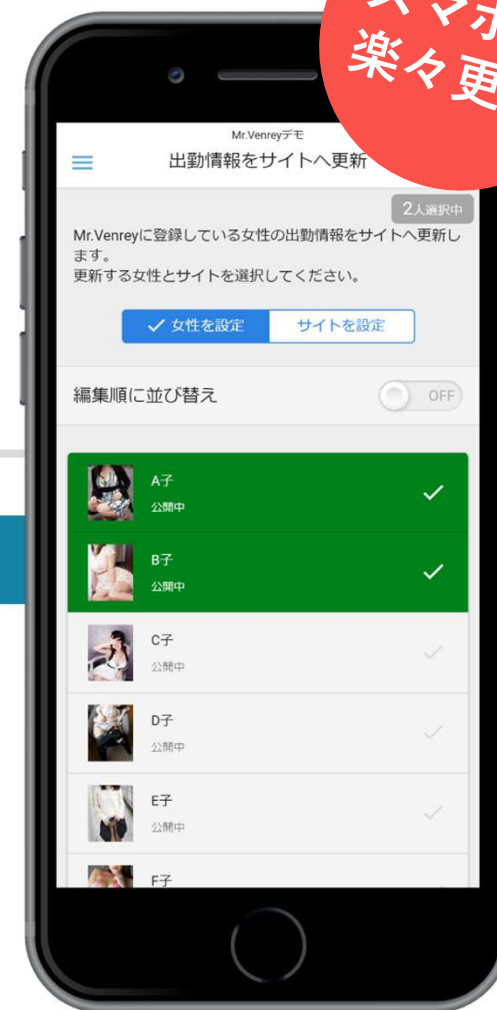 スマホ
楽々更
Mr.Venreyデモ
出勤情報をサイトへ更新
2人選択中
Mr.Venreyに登録している女性の出勤情報をサイトへ更新し
ます。
更新する女性とサイトを選択してください。
女性を設定
サイトを設定
編集順に並び替え
OFF
A子
公開中
B子
公開中
C子
公開中
D子
公開中
E子
公開中
F子